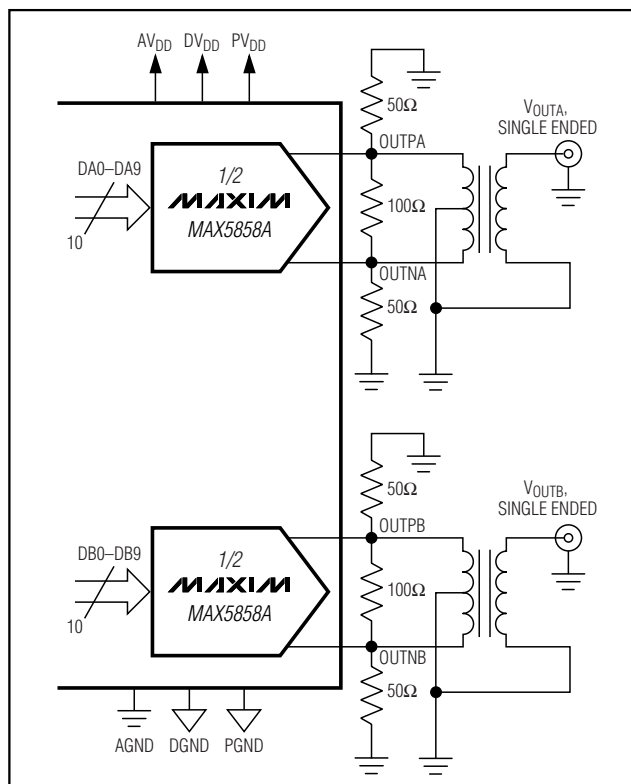 AVDD DVDD PVDD
50Ω
VOUTA,
SINGLE ENDED
OUTPA
DA0–DA9
1/2
MAXIM
MAX5858A
10
100Ω
OUTNA
50Ω
50Ω
VOUTB,
SINGLE ENDED
OUTPB
DB0–DB9
1/2
MAXIM
MAX5858A
10
100Ω
OUTNB
50Ω
AGND DGND PGND